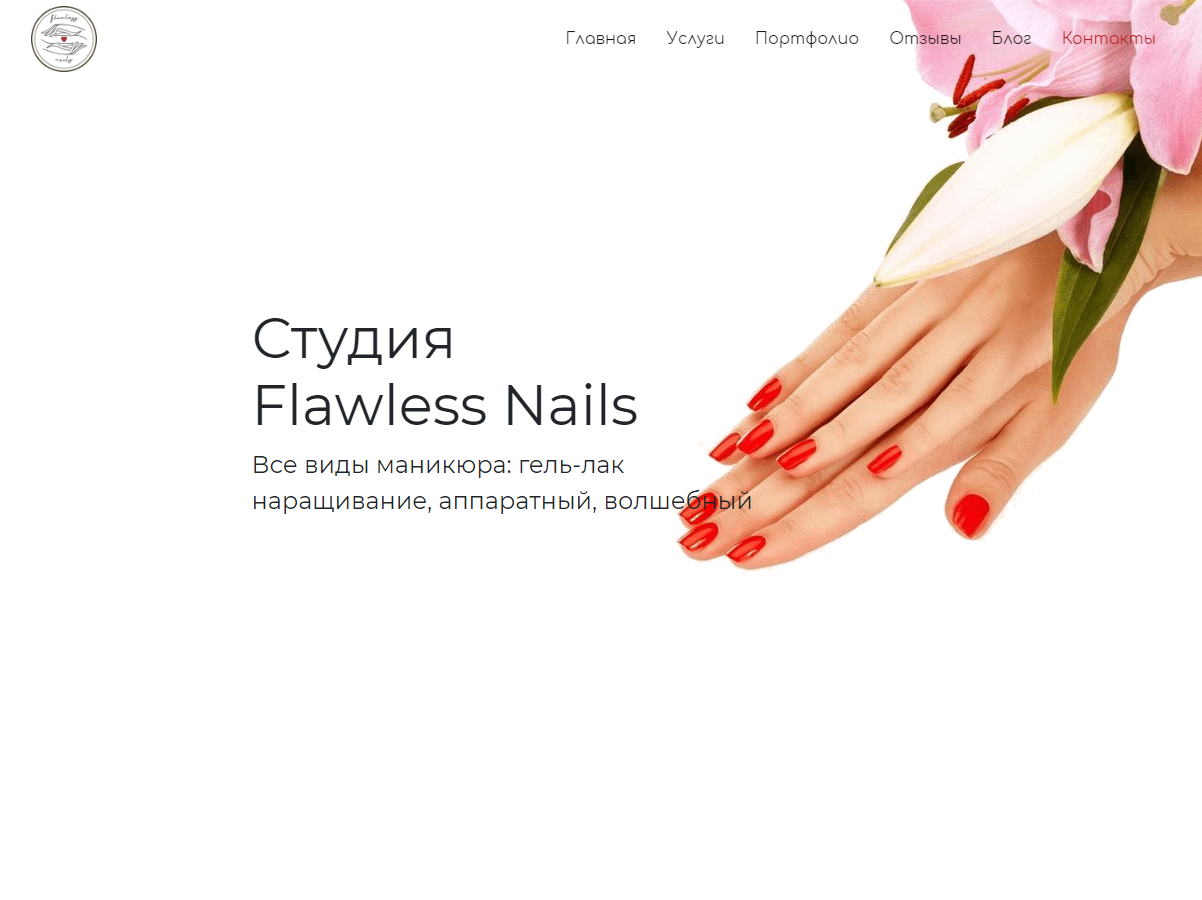 flawless
nails
Главная Услуги Портфолио Отзывы Блог Контакты
Студия
Flawless Nails
Все виды маникюра: гель-лак
наращивание, аппаратный, волшебный